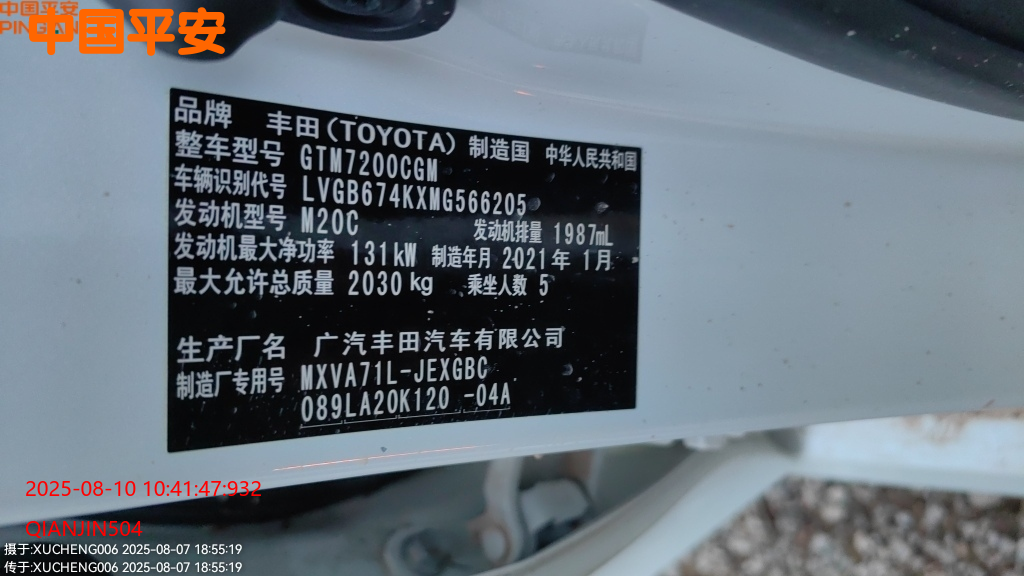 中国平安
PINGAN
中国平安
品牌 丰田(TOYOTA) 制造国 中华人民共和国
整车型号 GTM7200CGM
车辆识别代号 LVGB674KXMG566205
发动机型号 M20C 发动机排量 1987mL
发动机最大净功率 131kW 制造年月 2021年 1月
最大允许总质量 2030kg 乘坐人数 5
生产厂名 广汽丰田汽车有限公司
制造厂专用号 MXVA71L-JEXGBC
089LA20K120 -04A
2025-08-10 10:41:47:932
QIANJIN504
摄于:XUCHENG006 2025-08-07 18:55:19
传于:XUCHENG006 2025-08-07 18:55:19